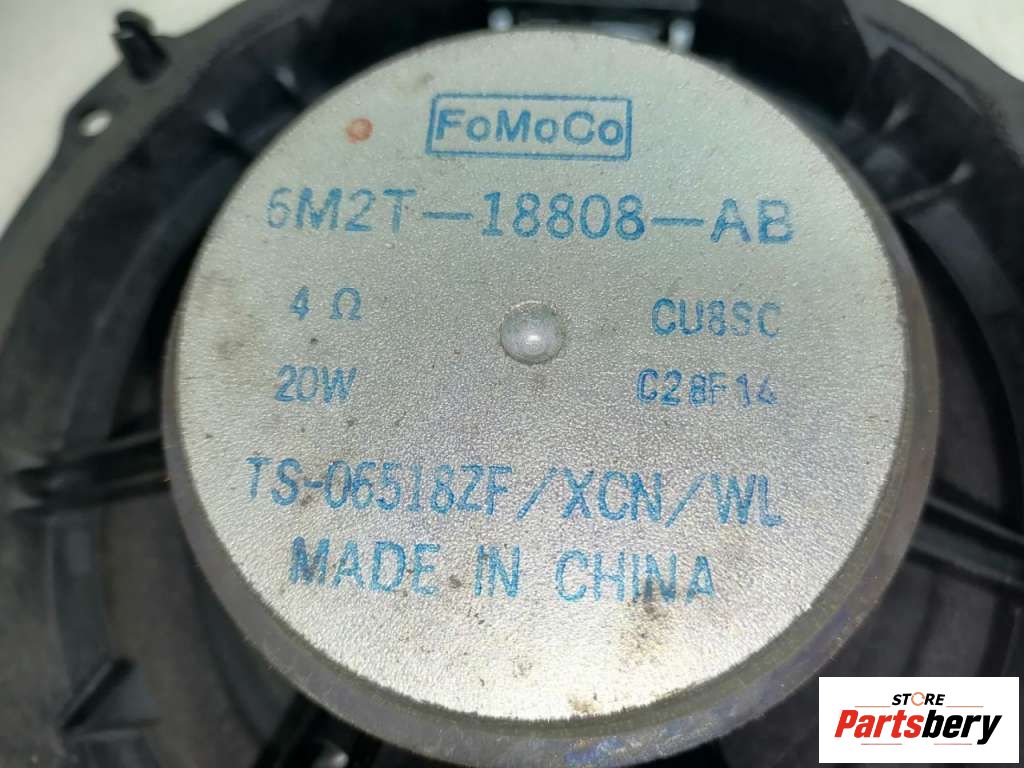 FoMoCo
6M2T-18808-AB
4 Ω CU8SC
20W C28F14
TS-06518ZF/XCN/WL
MADE IN CHINA
STORE
Partsbery